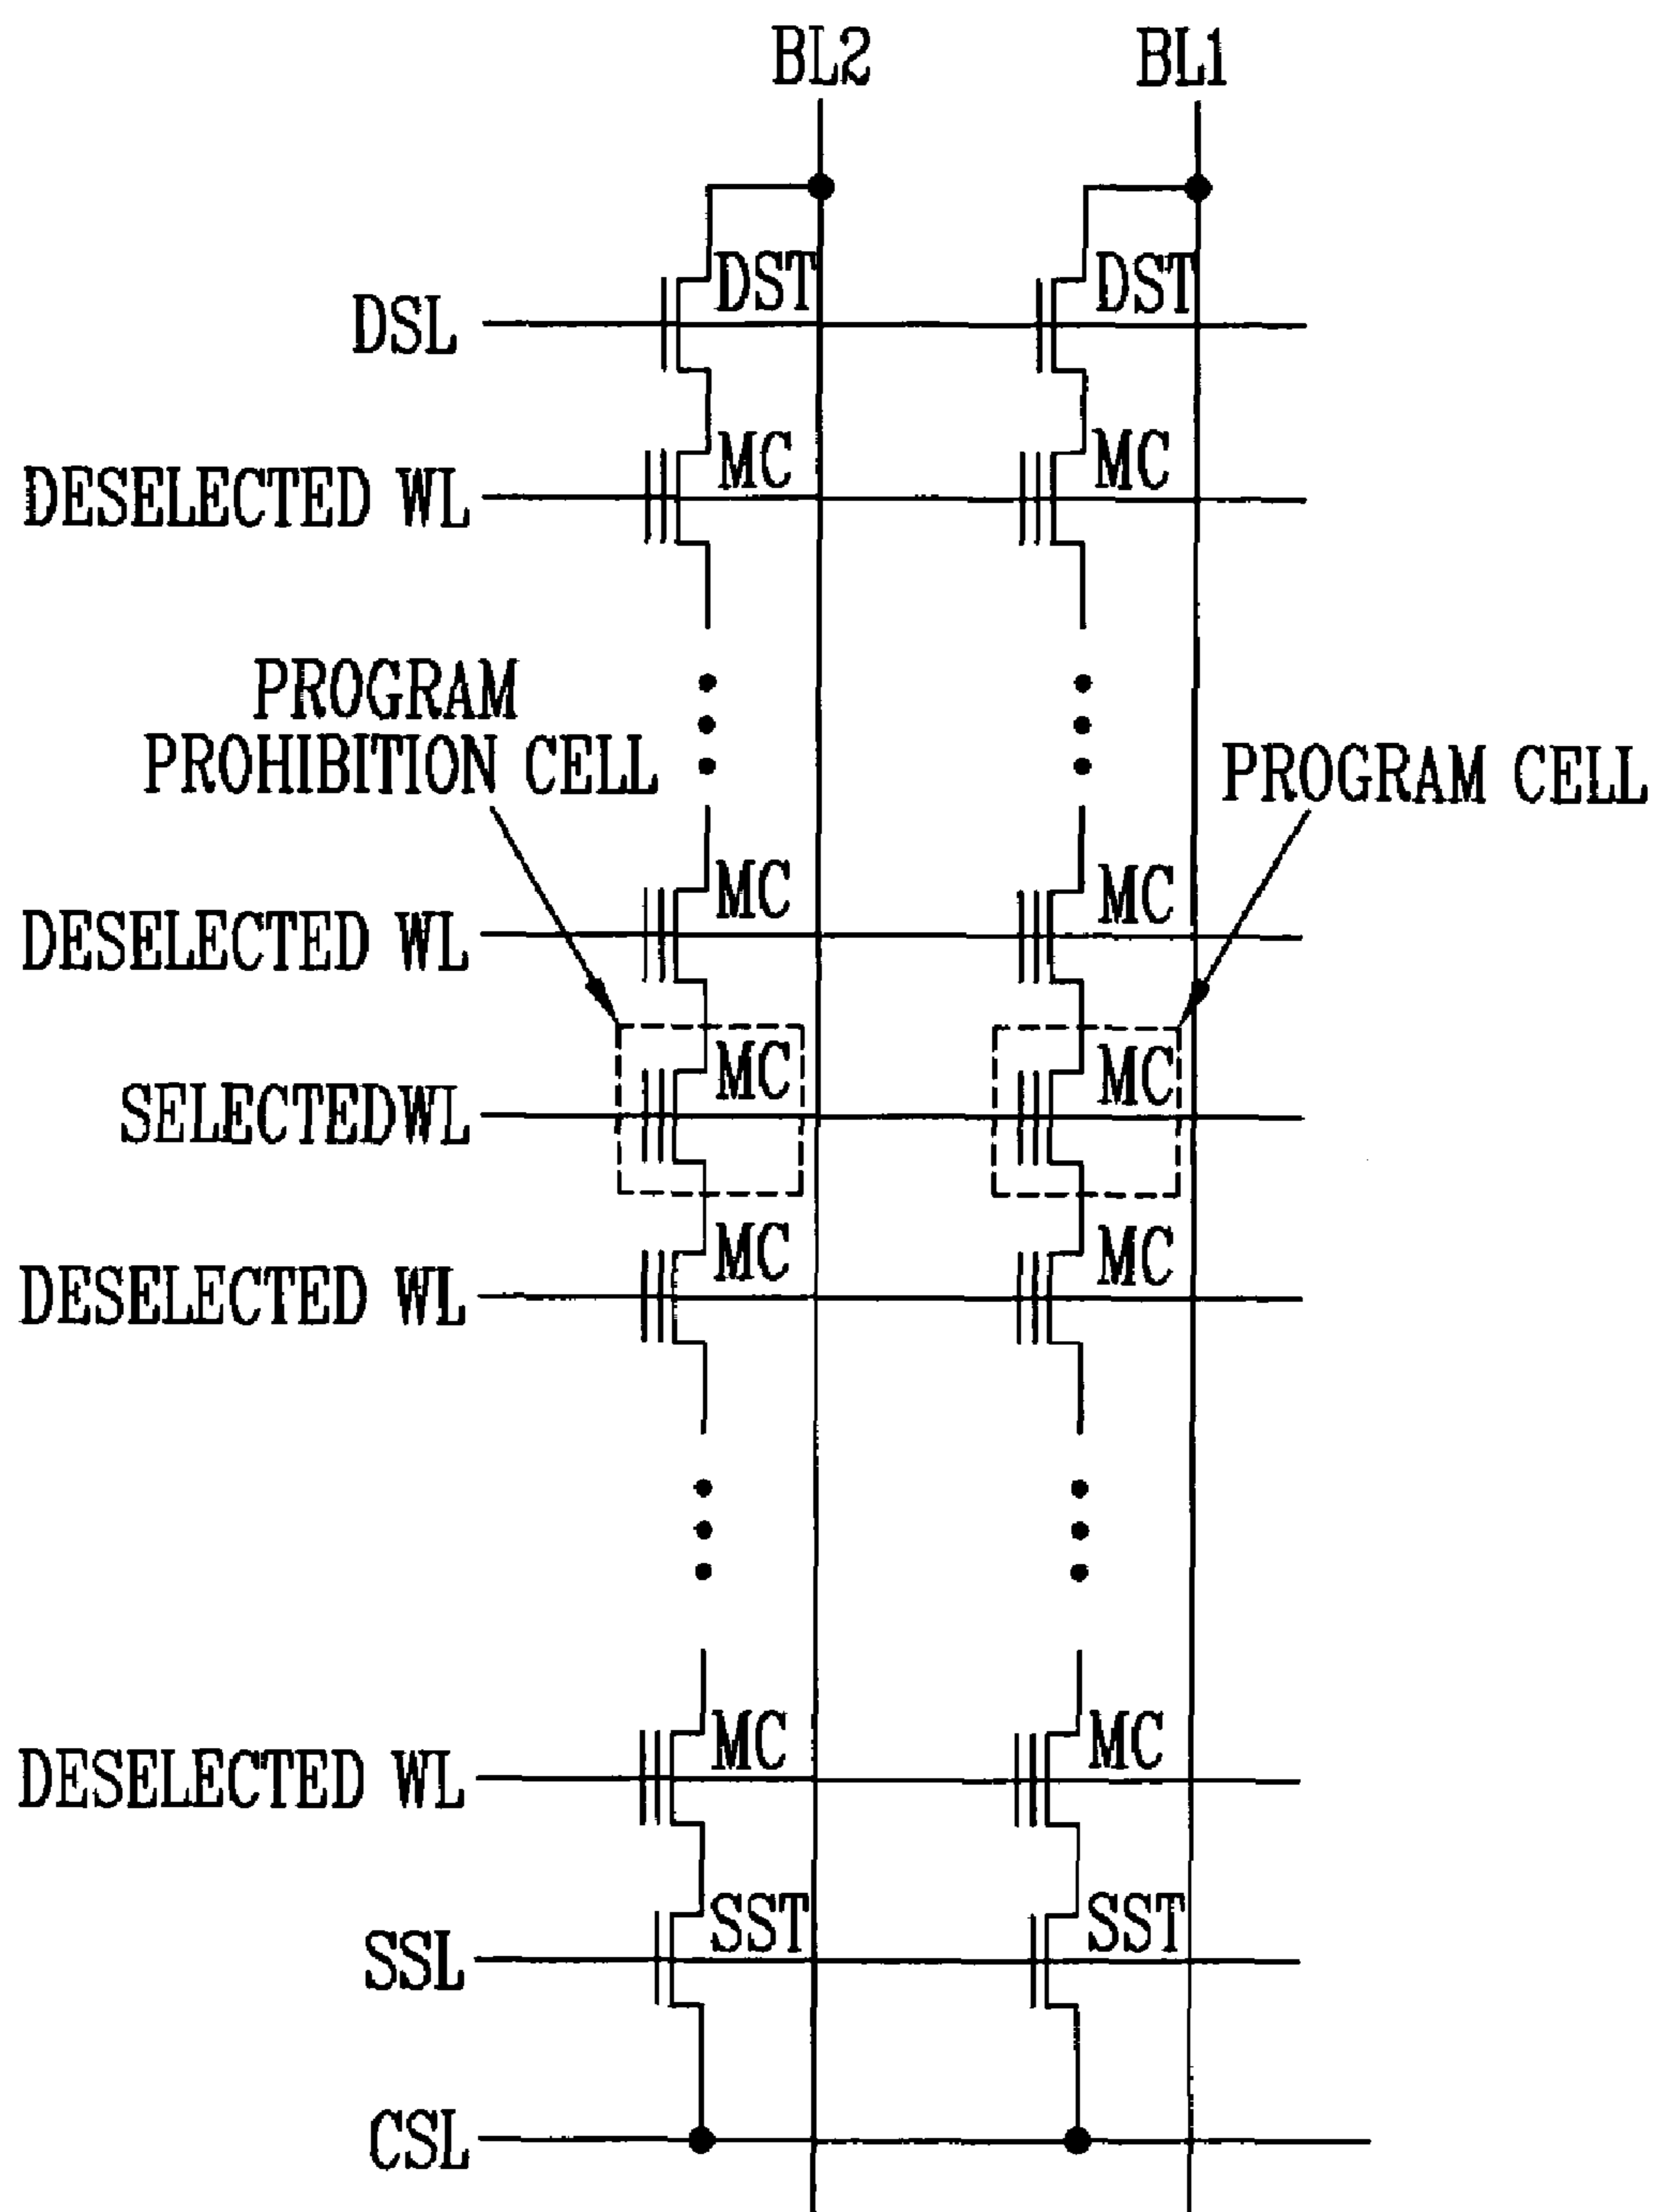 BL2 BL1
DST DST
DSL
MC MC
DESELECTED WL
PROGRAM
PROHIBITION CELL
PROGRAM CELL
MC MC
DESELECTED WL
MC MC
SELECTEDWL
MC MC
DESELECTED WL
MC MC
DESELECTED WL
SST SST
SSL
CSL